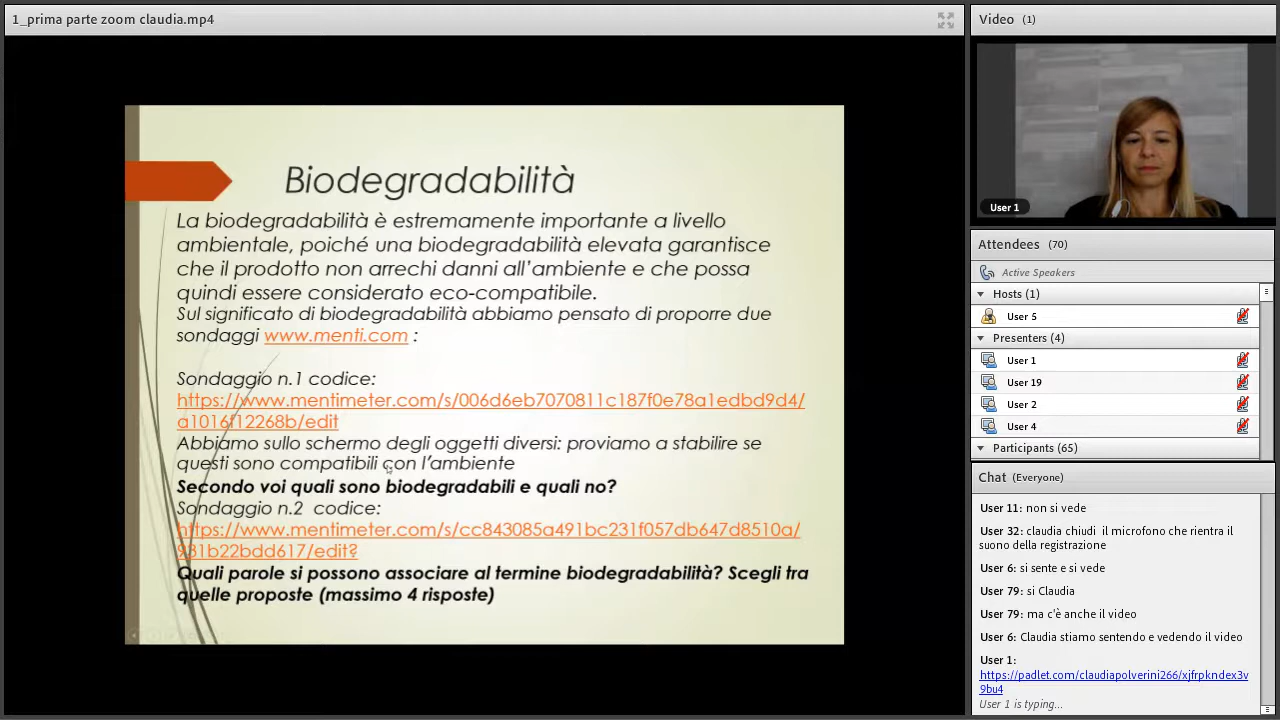 1_prima parte zoom claudia.mp4
Biodegradabilità
La biodegradabilità è estremamente importante a livello
ambientale, poiché una biodegradabilità elevata garantisce
che il prodotto non arrechi danni all'ambiente e che possa
quindi essere considerato eco-compatibile.
Sul significato di biodegradabilità abbiamo pensato di proporre due
sondaggi www.menti.com :
Sondaggio n.1 codice:
https://www.mentimeter.com/s/006d6eb7070811c187f0e78a1edbd9d4/
a1016f12268b/edit
Abbiamo sullo schermo degli oggetti diversi: proviamo a stabilire se
questi sono compatibili con l'ambiente
Secondo voi quali sono biodegradabili e quali no?
Sondaggio n.2 codice:
https://www.mentimeter.com/s/cc843085a491bc231f057db647d8510a/
931b22bdd617/edit?
Quali parole si possono associare al termine biodegradabilità? Scegli tra
quelle proposte (massimo 4 risposte)
Video (1)
User 1
Attendees (70)
Active Speakers
Hosts (1)
User 5
Presenters (4)
User 1
User 19
User 2
User 4
Participants (65)
Chat (Everyone)
User 11: non si vede
User 32: claudia chiudi il microfono che rientra il
suono della registrazione
User 6: si sente e si vede
User 79: si Claudia
User 79: ma c'è anche il video
User 6: Claudia stiamo sentendo e vedendo il video
User 1:
https://padlet.com/claudiapolverini266/xjfrpkndex3v
9bu4
User 1 is typing...